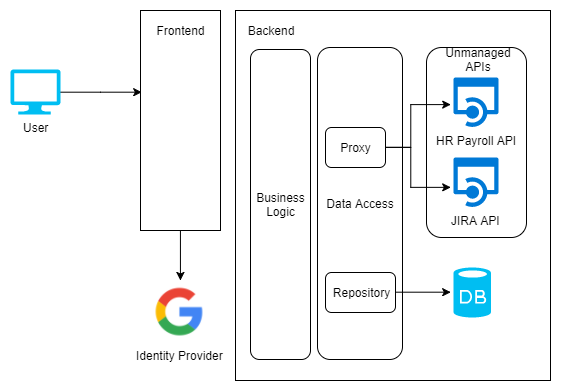 Frontend
Backend
Unmanaged
APIs
User
HR Payroll API
Proxy
Business
Logic
Data Access
JIRA API
Repository
DB
Identity Provider